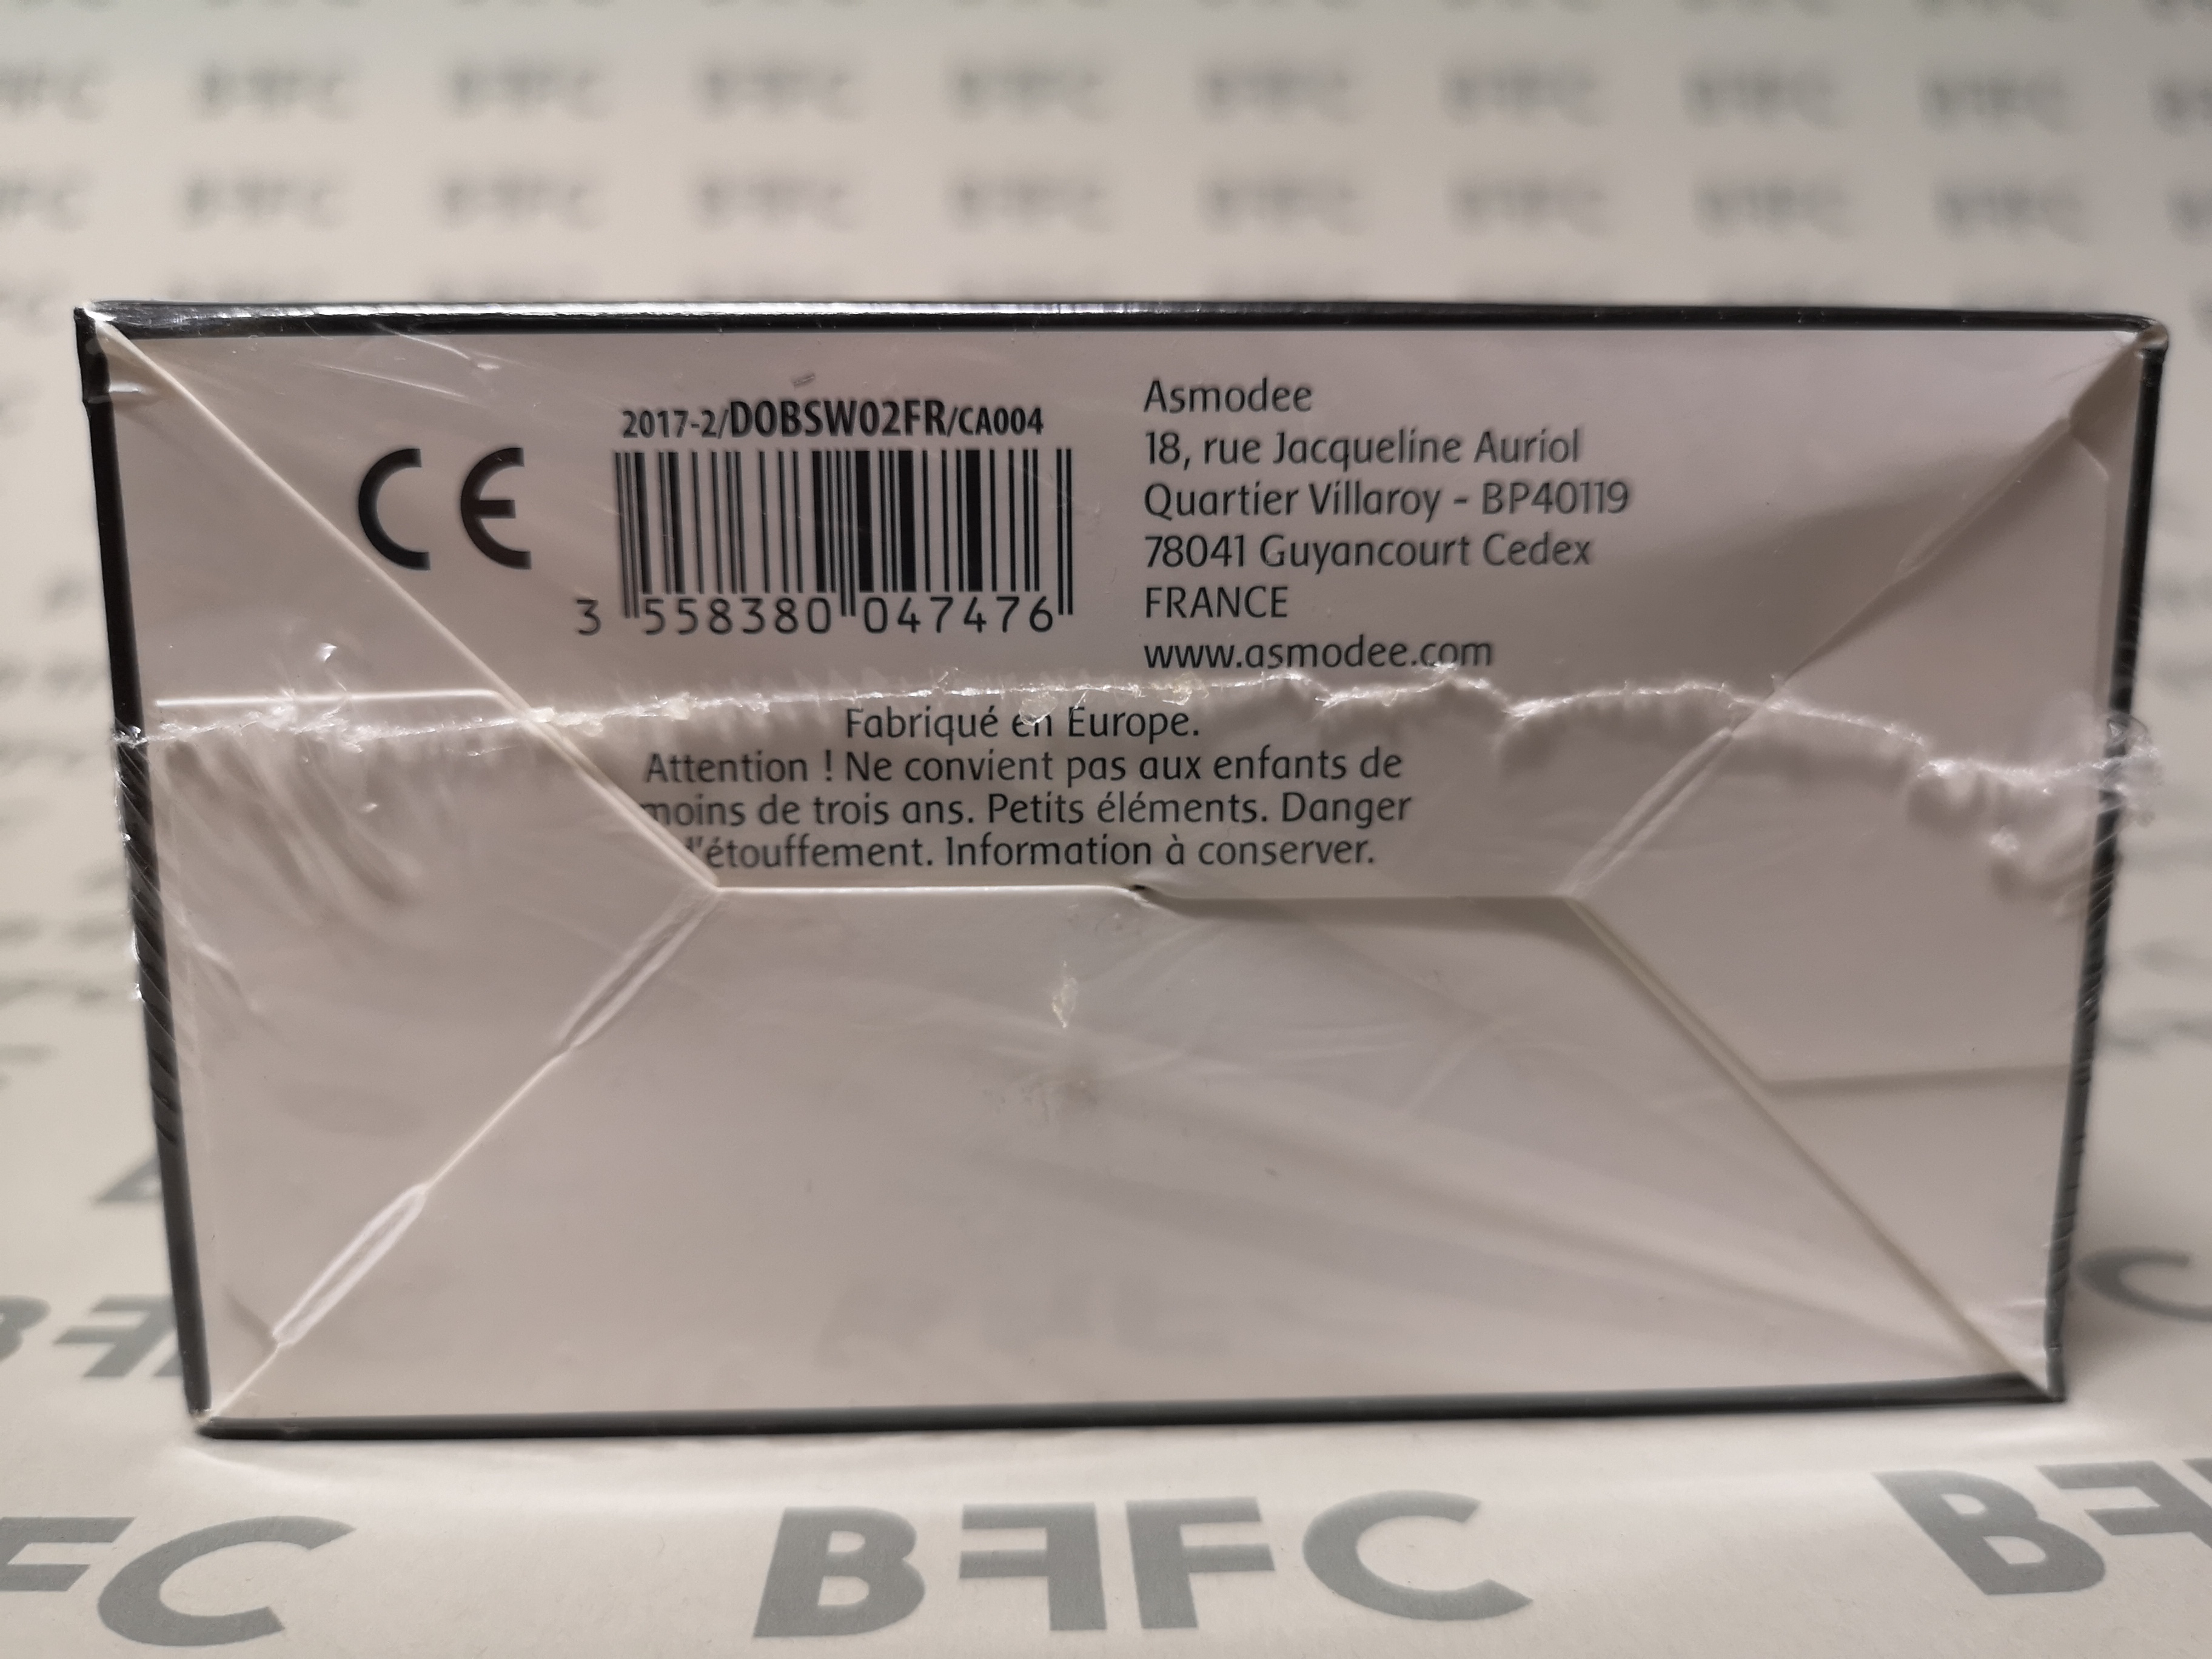 2017-2/DOBSW02FR/CA004
CE
3 558380 047476
Asmodee
18, rue Jacqueline Auriol
Quartier Villaroy - BP40119
78041 Guyancourt Cedex
FRANCE
www.asmodee.com
Fabriqué en Europe.
Attention ! Ne convient pas aux enfants de
moins de trois ans. Petits éléments. Danger
d'étouffement. Information à conserver.
BFFC